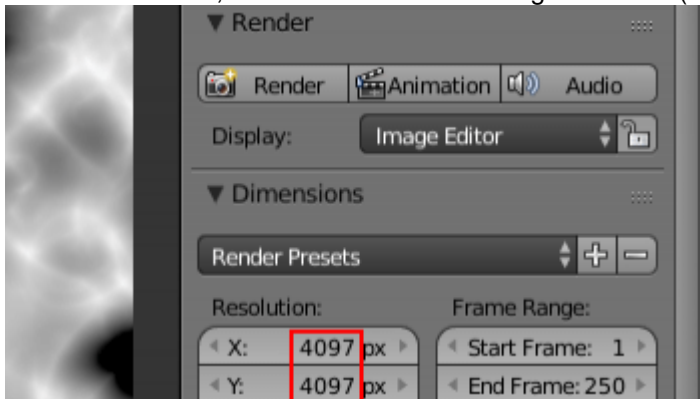 Render
Render Animation Audio
Display: Image Editor
Dimensions
Render Presets
Resolution: Frame Range:
X: 4097 px Start Frame: 1
Y: 4097 px End Frame: 250